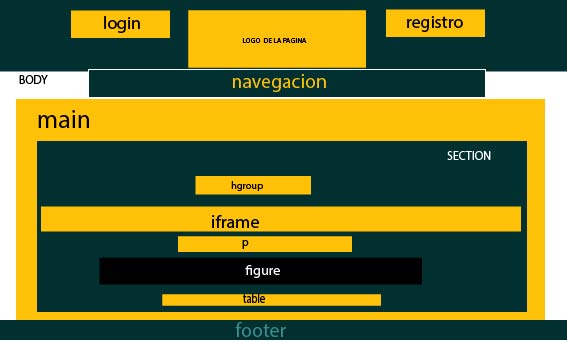 login
LOGO DE LA PAGINA
registro
BODY
navegacion
main
SECTION
hgroup
iframe
p
figure
table
footer